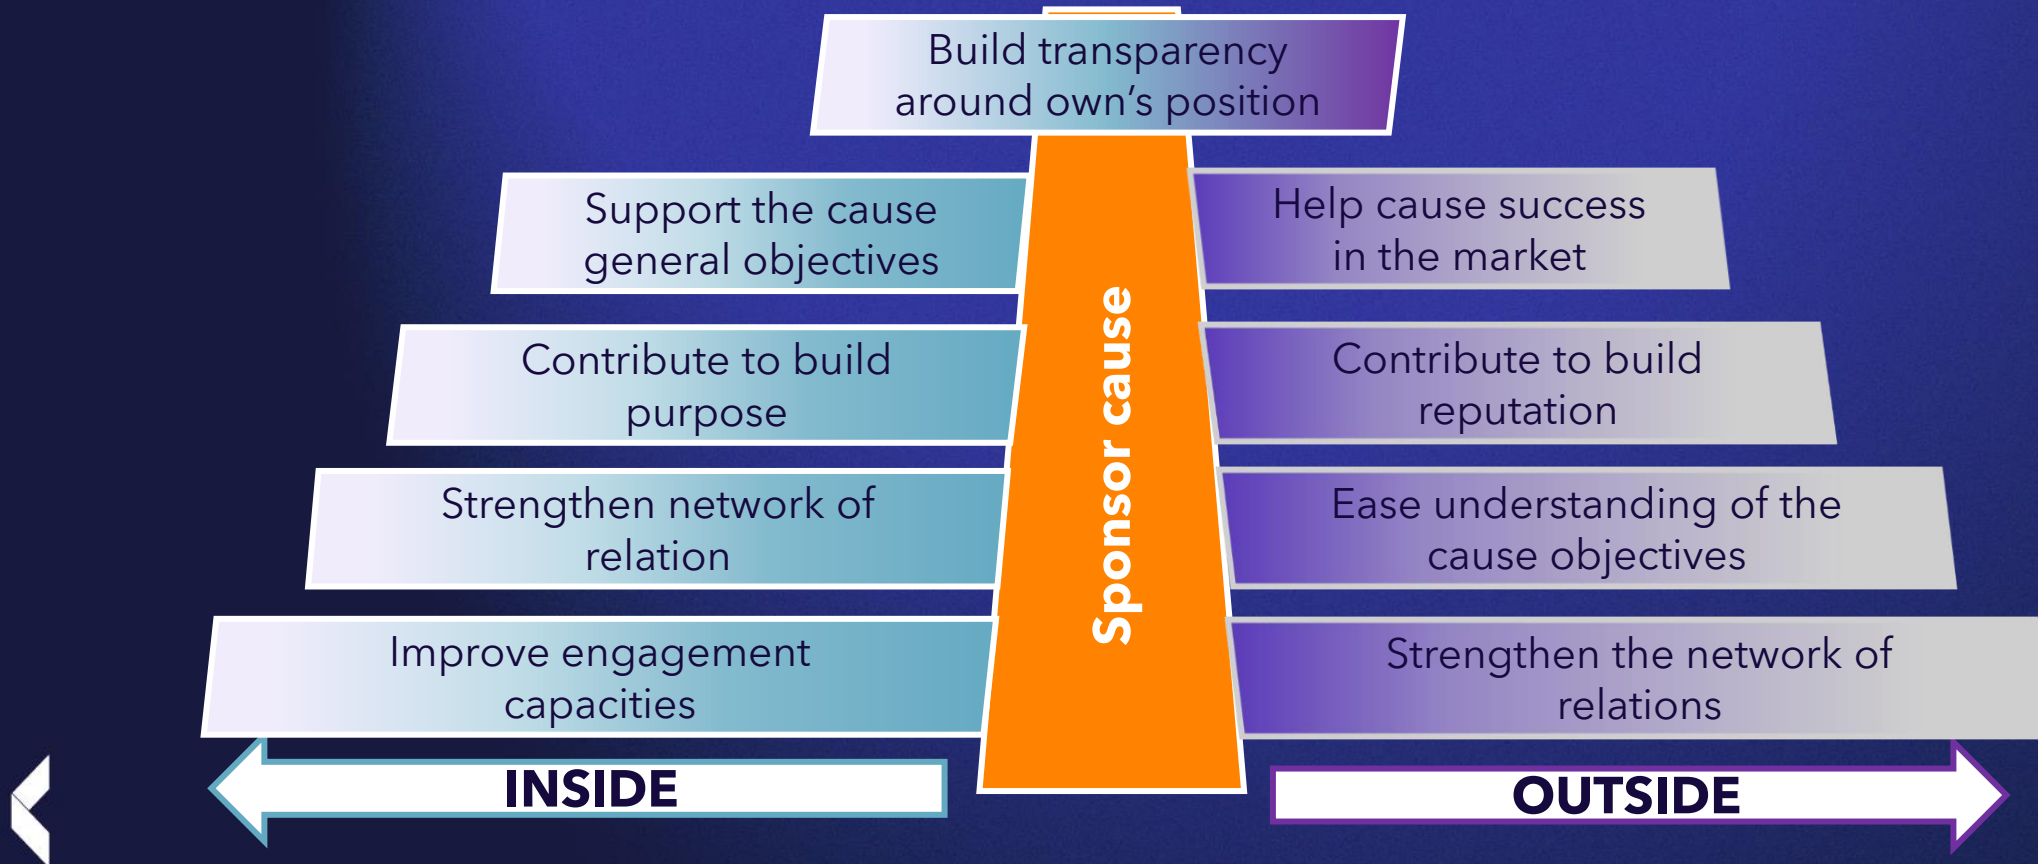 Build transparency
around own's position
Support the cause
general objectives
Help cause success
in the market
Contribute to build
purpose
Contribute to build
reputation
Strengthen network of
relation
Ease understanding of the
cause objectives
Improve engagement
capacities
Strengthen the network of
relations
Sponsor cause
INSIDE
OUTSIDE